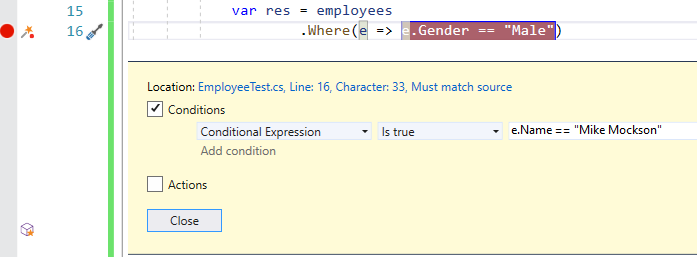 15 var res = employees
16 .Where(e => e.Gender == "Male")
Location: EmployeeTest.cs, Line: 16, Character: 33, Must match source
Conditions
Conditional Expression Is true e.Name == "Mike Mockson"
Add condition
Actions
Close